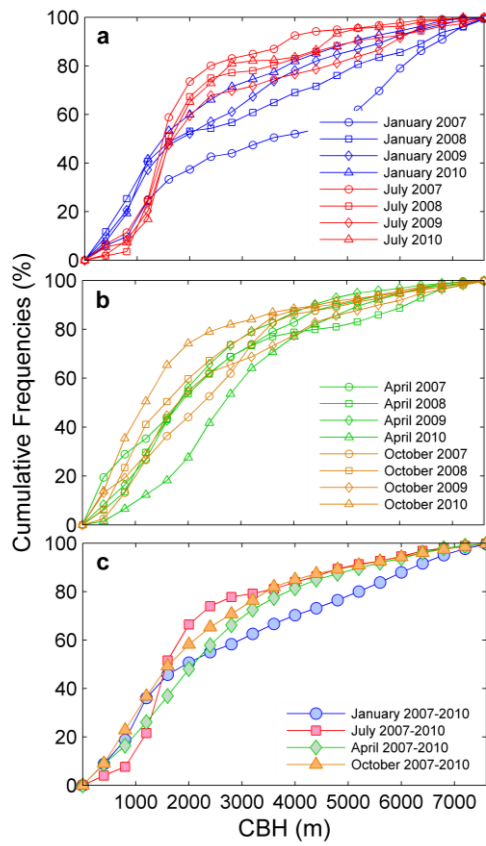 a
100
80
60
40
20
0
January 2007
January 2008
January 2009
January 2010
July 2007
July 2008
July 2009
July 2010
Cumulative Frequencies (%)
b
100
80
60
40
20
0
April 2007
April 2008
April 2009
April 2010
October 2007
October 2008
October 2009
October 2010
c
100
80
60
40
20
0
January 2007-2010
July 2007-2010
April 2007-2010
October 2007-2010
0 1000 2000 3000 4000 5000 6000 7000
CBH (m)